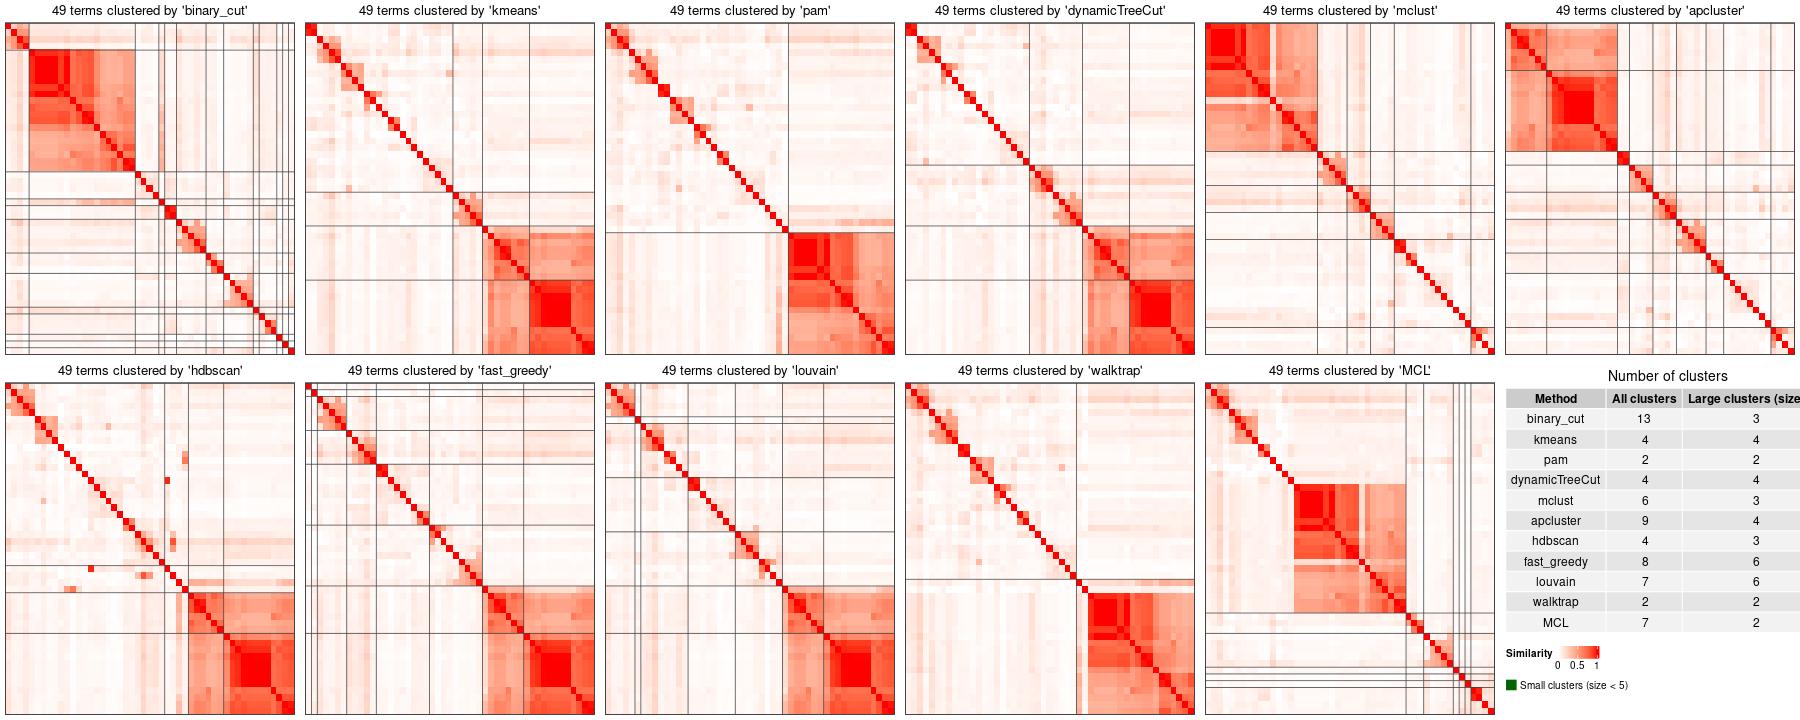 49 terms clustered by 'binary_cut'
49 terms clustered by 'kmeans'
49 terms clustered by 'pam'
49 terms clustered by 'dynamicTreeCut'
49 terms clustered by 'mclust'
49 terms clustered by 'apcluster'
49 terms clustered by 'hdbscan'
49 terms clustered by 'fast_greedy'
49 terms clustered by 'louvain'
49 terms clustered by 'walktrap'
49 terms clustered by 'MCL'
Number of clusters
Method All clusters Large clusters (size
binary_cut 13 3
kmeans 4 4
pam 2 2
dynamicTreeCut 4 4
mclust 6 3
apcluster 9 4
hdbscan 4 3
fast_greedy 8 6
louvain 7 6
walktrap 2 2
MCL 7 2
Similarity
0 0.5 1
Small clusters (size < 5)